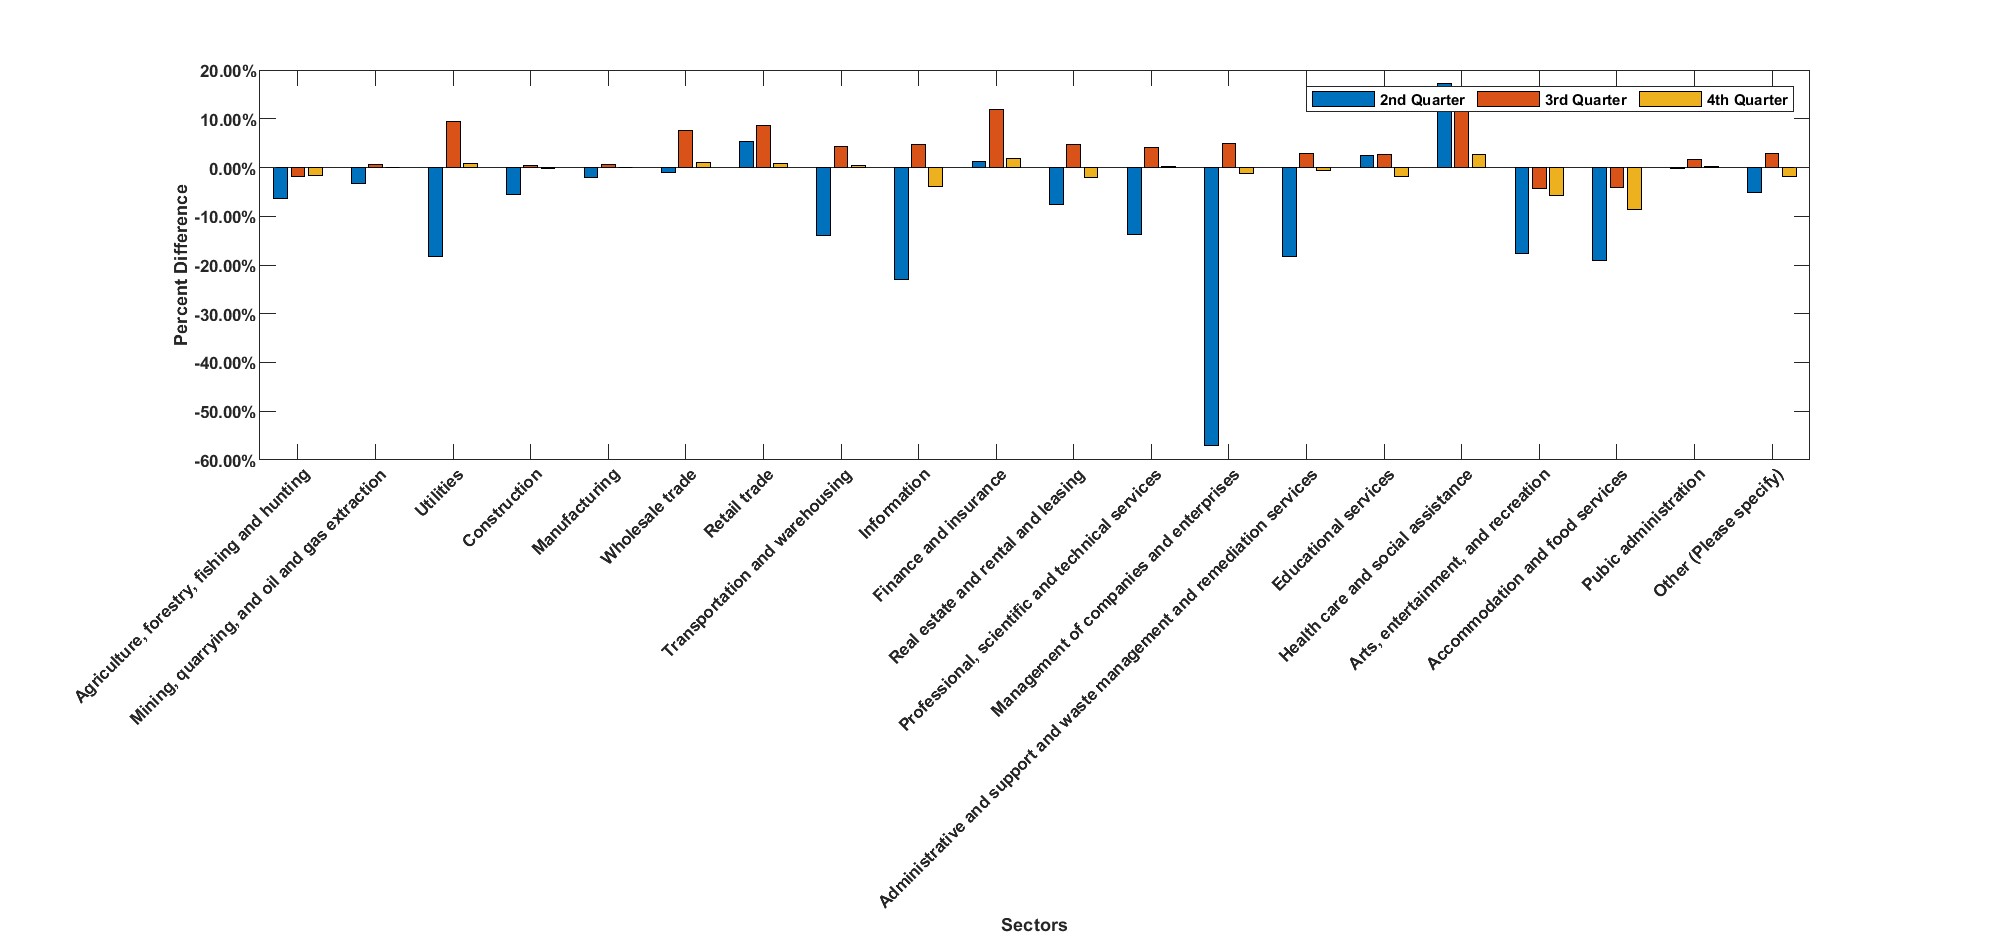 20.00%
10.00%
0.00%
-10.00%
-20.00%
-30.00%
-40.00%
-50.00%
-60.00%
Percent Difference
2nd Quarter
3rd Quarter
4th Quarter
Agriculture, forestry, fishing and hunting
Mining, quarrying, and oil and gas extraction
Utilities
Construction
Manufacturing
Wholesale trade
Retail trade
Transportation and warehousing
Information
Finance and insurance
Real estate and rental and leasing
Professional, scientific and technical services
Management of companies and enterprises
Administrative and support and waste management and remediation services
Educational services
Health care and social assistance
Arts, entertainment, and recreation
Accommodation and food services
Pubic administration
Other (Please specify)
Sectors